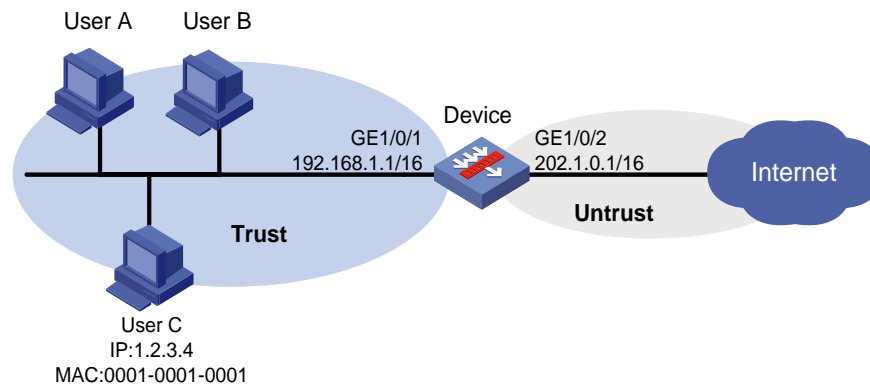 User A
User B
Device
GE1/0/1
192.168.1.1/16
GE1/0/2
202.1.0.1/16
Internet
Trust
Untrust
User C
IP:1.2.3.4
MAC:0001-0001-0001